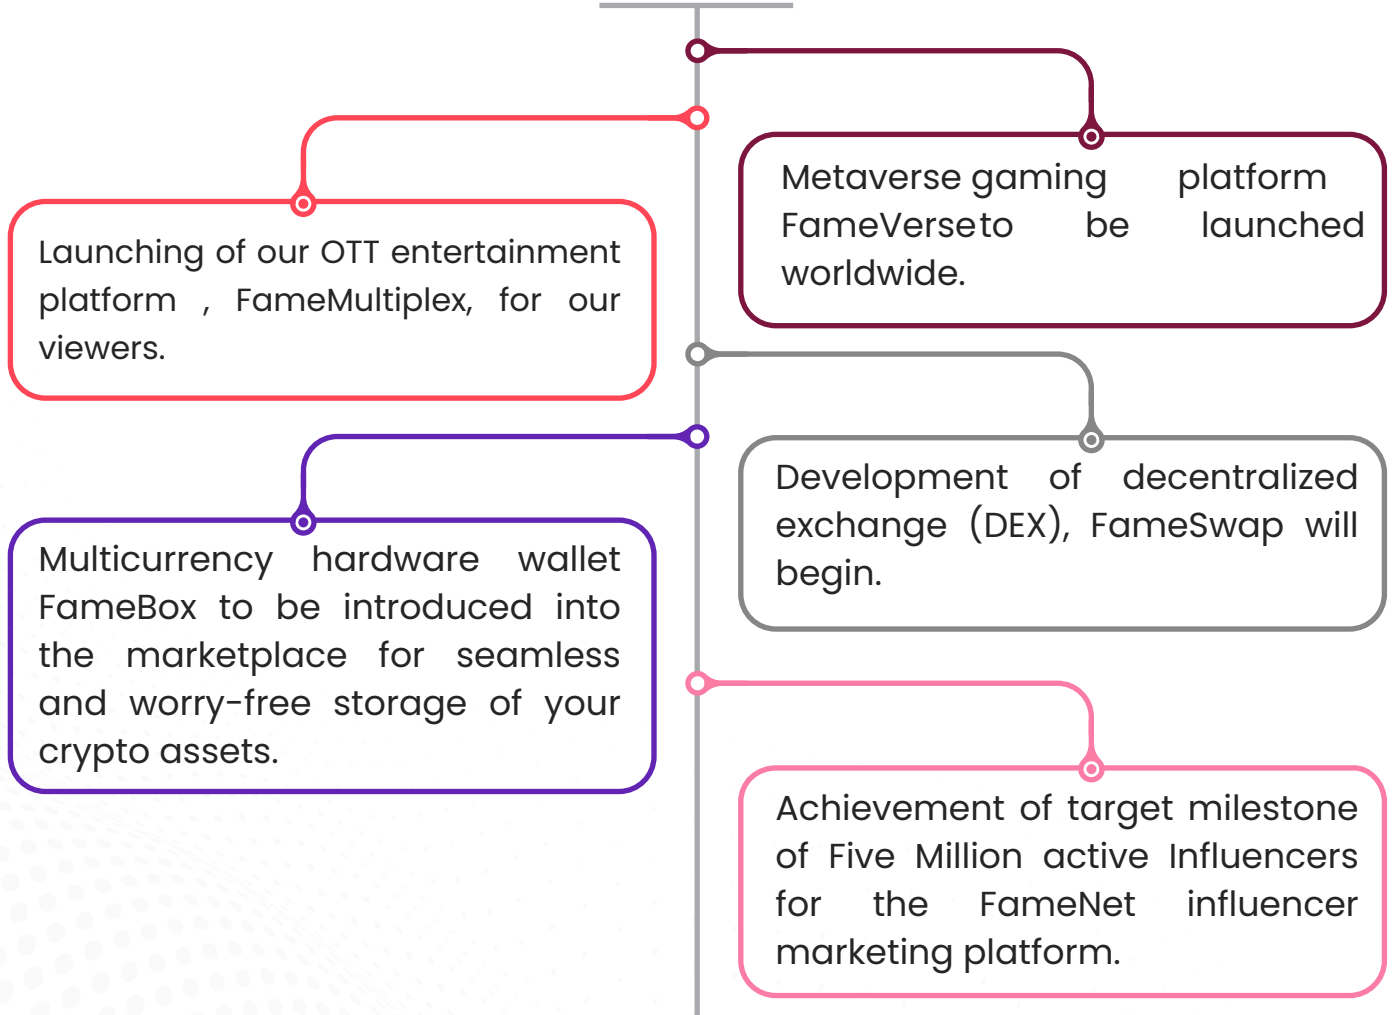 Metaverse gaming platform
FameVerse to be launched
worldwide.
Launching of our OTT entertainment
platform , FameMultiplex, for our
viewers.
Development of decentralized
exchange (DEX), FameSwap will
begin.
Multicurrency hardware wallet
FameBox to be introduced into
the marketplace for seamless
and worry-free storage of your
crypto assets.
Achievement of target milestone
of Five Million active Influencers
for the FameNet influencer
marketing platform.